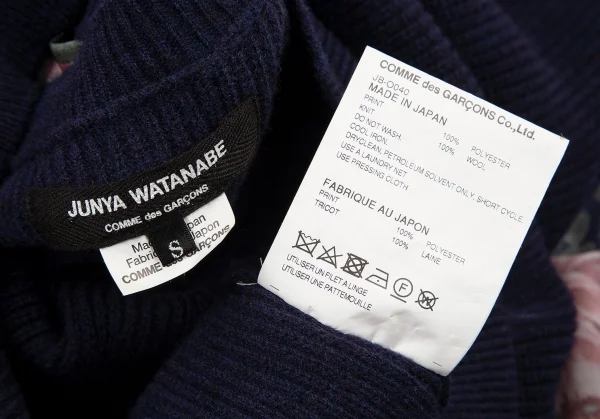 JUNYA WATANABE
COMME des GARÇONS
Made in Japan
Fabriqué Japon
COMME des GARÇONS
S
COMME des GARÇONS Co.,Ltd.
JB-O040
MADE IN JAPAN
PRINT 100% POLYESTER
KNIT 100% WOOL
DO NOT WASH.
COOL IRON.
DRYCLEAN, PETROLEUM SOLVENT ONLY, SHORT CYCLE.
USE A LAUNDRY NET
USE PRESSING CLOTH
FABRIQUE AU JAPON
PRINT 100% POLYESTER
TRICOT 100% LAINE
F
UTILISER UN FILET A LINGE
UTILISER UNE PATTEMOUILLE